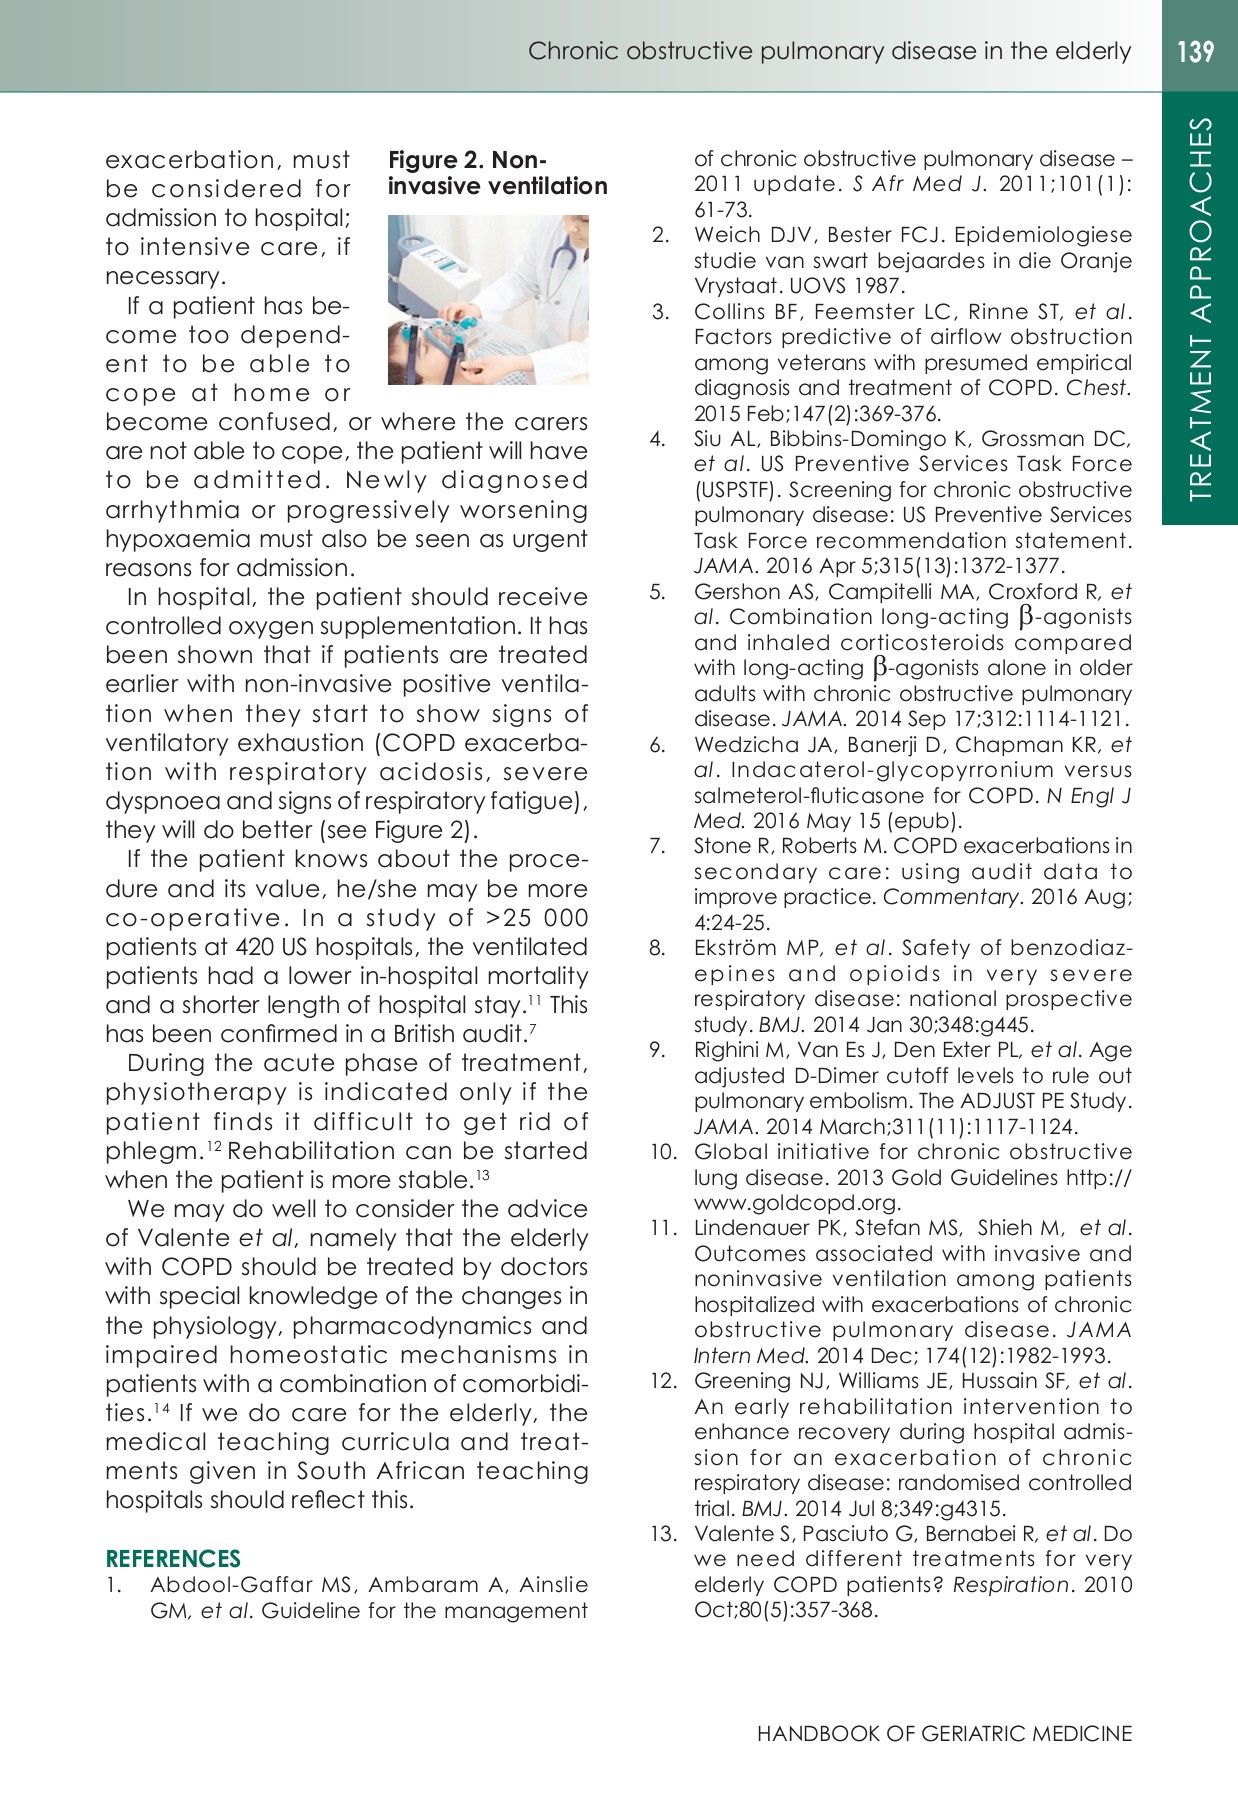 Chronic obstructive pulmonary disease in the elderly
139
TREATMENT APPROACHES
exacerbation, must
be considered for
admission to hospital;
to intensive care, if
necessary.
If a patient has be-
come too depend-
ent to be able to
cope at home or
Figure 2. Non-
invasive ventilation
become confused, or where the carers
are not able to cope, the patient will have
to be admitted. Newly diagnosed
arrhythmia or progressively worsening
hypoxaemia must also be seen as urgent
reasons for admission.
In hospital, the patient should receive
controlled oxygen supplementation. It has
been shown that if patients are treated
earlier with non-invasive positive ventila-
tion when they start to show signs of
ventilatory exhaustion (COPD exacerba-
tion with respiratory acidosis, severe
dyspnoea and signs of respiratory fatigue),
they will do better (see Figure 2).
If the patient knows about the proce-
dure and its value, he/she may be more
co-operative. In a study of >25 000
patients at 420 US hospitals, the ventilated
patients had a lower in-hospital mortality
and a shorter length of hospital stay.11 This
has been confirmed in a British audit.7
During the acute phase of treatment,
physiotherapy is indicated only if the
patient finds it difficult to get rid of
phlegm.12 Rehabilitation can be started
when the patient is more stable.13
We may do well to consider the advice
of Valente et al, namely that the elderly
with COPD should be treated by doctors
with special knowledge of the changes in
the physiology, pharmacodynamics and
impaired homeostatic mechanisms in
patients with a combination of comorbidi-
ties.14 If we do care for the elderly, the
medical teaching curricula and treat-
ments given in South African teaching
hospitals should reflect this.
REFERENCES
1. Abdool-Gaffar MS, Ambaram A, Ainslie
GM, et al. Guideline for the management
of chronic obstructive pulmonary disease –
2011 update. S Afr Med J. 2011;101(1):
61-73.
2. Weich DJV, Bester FCJ. Epidemiologiese
studie van swart bejaardes in die Oranje
Vrystaat. UOVS 1987.
3. Collins BF, Feemster LC, Rinne ST, et al.
Factors predictive of airflow obstruction
among veterans with presumed empirical
diagnosis and treatment of COPD. Chest.
2015 Feb;147(2):369-376.
4. Siu AL, Bibbins-Domingo K, Grossman DC,
et al. US Preventive Services Task Force
(USPSTF). Screening for chronic obstructive
pulmonary disease: US Preventive Services
Task Force recommendation statement.
JAMA. 2016 Apr 5;315(13):1372-1377.
5. Gershon AS, Campitelli MA, Croxford R, et
al. Combination long-acting β-agonists
and inhaled corticosteroids compared
with long-acting β-agonists alone in older
adults with chronic obstructive pulmonary
disease. JAMA. 2014 Sep 17;312:1114-1121.
6. Wedzicha JA, Banerji D, Chapman KR, et
al. Indacaterol-glycopyrronium versus
salmeterol-fluticasone for COPD. N Engl J
Med. 2016 May 15 (epub).
7. Stone R, Roberts M. COPD exacerbations in
secondary care: using audit data to
improve practice. Commentary. 2016 Aug;
4:24-25.
8. Ekström MP, et al. Safety of benzodiaz-
epines and opioids in very severe
respiratory disease: national prospective
study. BMJ. 2014 Jan 30;348:g445.
9. Righini M, Van Es J, Den Exter PL, et al. Age
adjusted D-Dimer cutoff levels to rule out
pulmonary embolism. The ADJUST PE Study.
JAMA. 2014 March;311(11):1117-1124.
10. Global initiative for chronic obstructive
lung disease. 2013 Gold Guidelines http://
www.goldcopd.org.
11. Lindenauer PK, Stefan MS, Shieh M, et al.
Outcomes associated with invasive and
noninvasive ventilation among patients
hospitalized with exacerbations of chronic
obstructive pulmonary disease. JAMA
Intern Med. 2014 Dec; 174(12):1982-1993.
12. Greening NJ, Williams JE, Hussain SF, et al.
An early rehabilitation intervention to
enhance recovery during hospital admis-
sion for an exacerbation of chronic
respiratory disease: randomised controlled
trial. BMJ. 2014 Jul 8;349:g4315.
13. Valente S, Pasciuto G, Bernabei R, et al. Do
we need different treatments for very
elderly COPD patients? Respiration. 2010
Oct;80(5):357-368.
HANDBOOK OF GERIATRIC MEDICINE